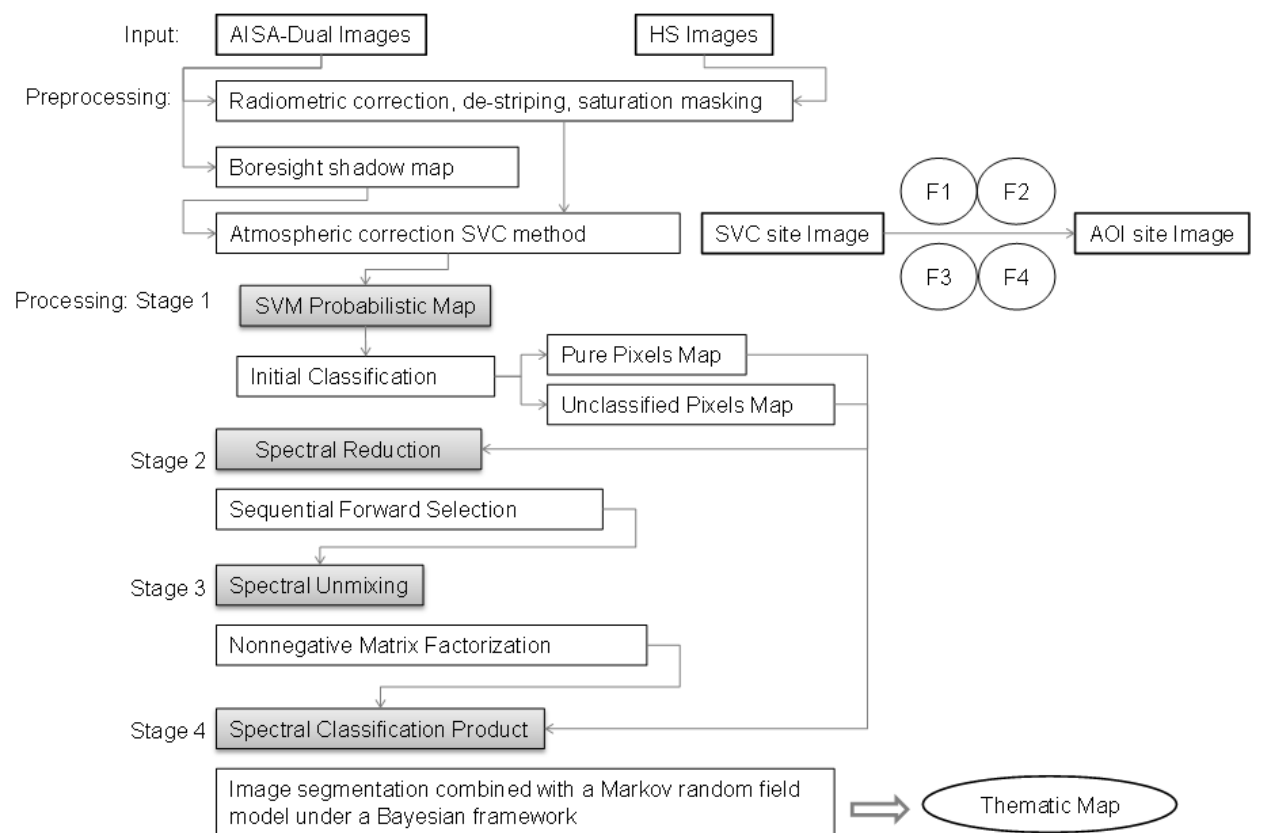 Input:
AISA-Dual Images
HS Images
Preprocessing:
Radiometric correction, de-striping, saturation masking
Boresight shadow map
F1
F2
Atmospheric correction SVC method
SVC site Image
AOI site Image
F3
F4
Processing: Stage 1
SVM Probabilistic Map
Initial Classification
Pure Pixels Map
Unclassified Pixels Map
Stage 2
Spectral Reduction
Sequential Forward Selection
Stage 3
Spectral Unmixing
Nonnegative Matrix Factorization
Stage 4
Spectral Classification Product
Image segmentation combined with a Markov random field
model under a Bayesian framework
Thematic Map